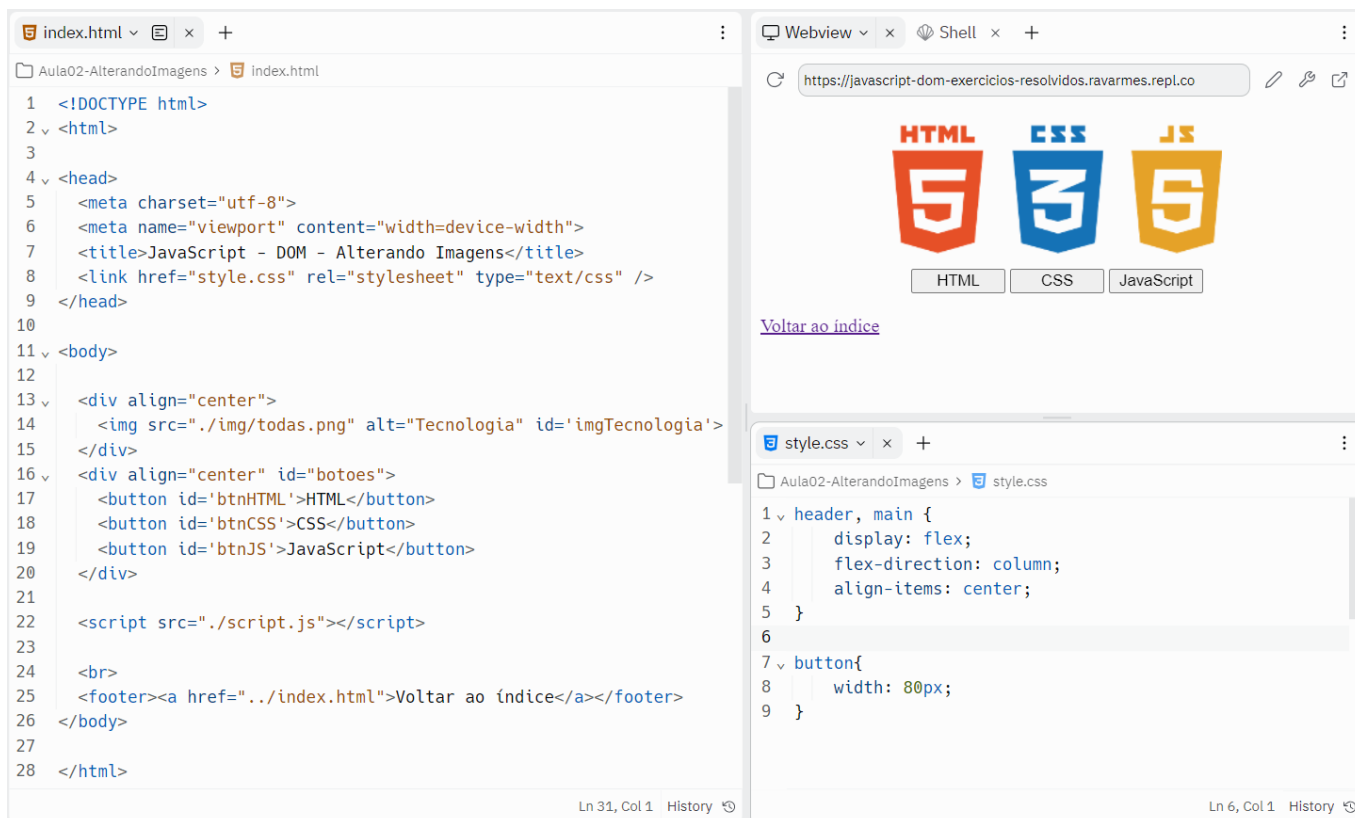 index.html
Aula02-AlterandoImagens > index.html
1 <!DOCTYPE html>
2 <html>
3
4 <head>
5   <meta charset="utf-8">
6   <meta name="viewport" content="width=device-width">
7   <title>JavaScript - DOM - Alterando Imagens</title>
8   <link href="style.css" rel="stylesheet" type="text/css" />
9 </head>
10
11 <body>
12
13   <div align="center">
14     <img src="./img/todas.png" alt="Tecnologia" id='imgTecnologia'>
15   </div>
16   <div align="center" id="botoes">
17     <button id='btnHTML'>HTML</button>
18     <button id='btnCSS'>CSS</button>
19     <button id='btnJS'>JavaScript</button>
20   </div>
21
22   <script src="./script.js"></script>
23
24   <br>
25   <footer><a href="../index.html">Voltar ao índice</a></footer>
26 </body>
27
28 </html>
Ln 31, Col 1 History
Webview Shell
https://javascript-dom-exercicios-resolvidos.ravarmes.repl.co
HTML CSS JS
5 3 5
HTML CSS JavaScript
Voltar ao índice
style.css
Aula02-AlterandoImagens > style.css
1 header, main {
2     display: flex;
3     flex-direction: column;
4     align-items: center;
5 }
6
7 button{
8     width: 80px;
9 }
Ln 6, Col 1 History